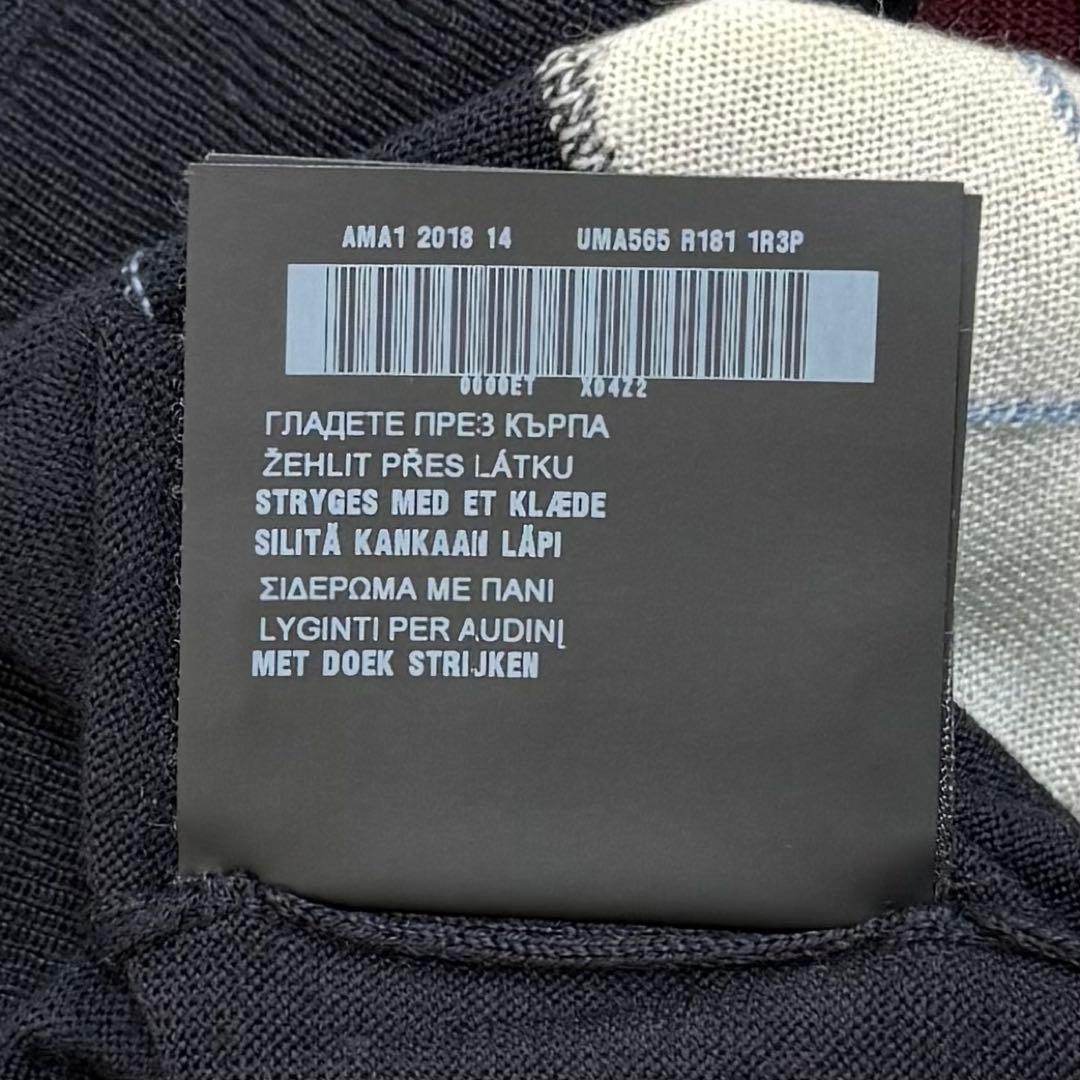 AMA1 2018 14 UMA565 R181 1R3P
0000ET X04Z2
ГЛАДЕТЕ ПРЕЗ КЪРПА
ŽEHLIT PŘES LÁTKU
STRYGES MED ET KLÆDE
SILITÄ KANKAAN LÄPI
ΣΙΔΕΡΩΜΑ ΜΕ ΠΑΝΙ
LYGINTI PER AUDINĮ
MET DOEK STRIJKEN